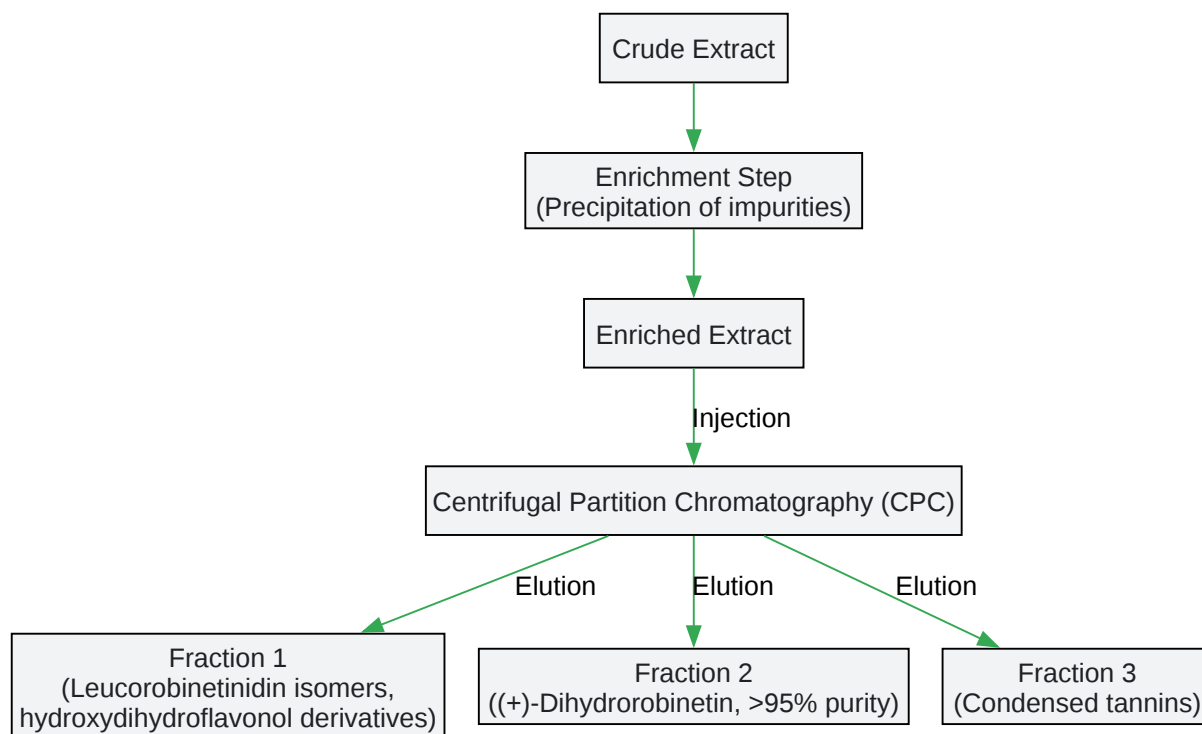 Crude Extract
Enrichment Step
(Precipitation of impurities)
Enriched Extract
Injection
Centrifugal Partition Chromatography (CPC)
Elution
Elution
Elution
Fraction 1
(Leucorobinetinidin isomers,
hydroxydihydroflavonol derivatives)
Fraction 2
((+)-Dihydrorobinetin, >95% purity)
Fraction 3
(Condensed tannins)